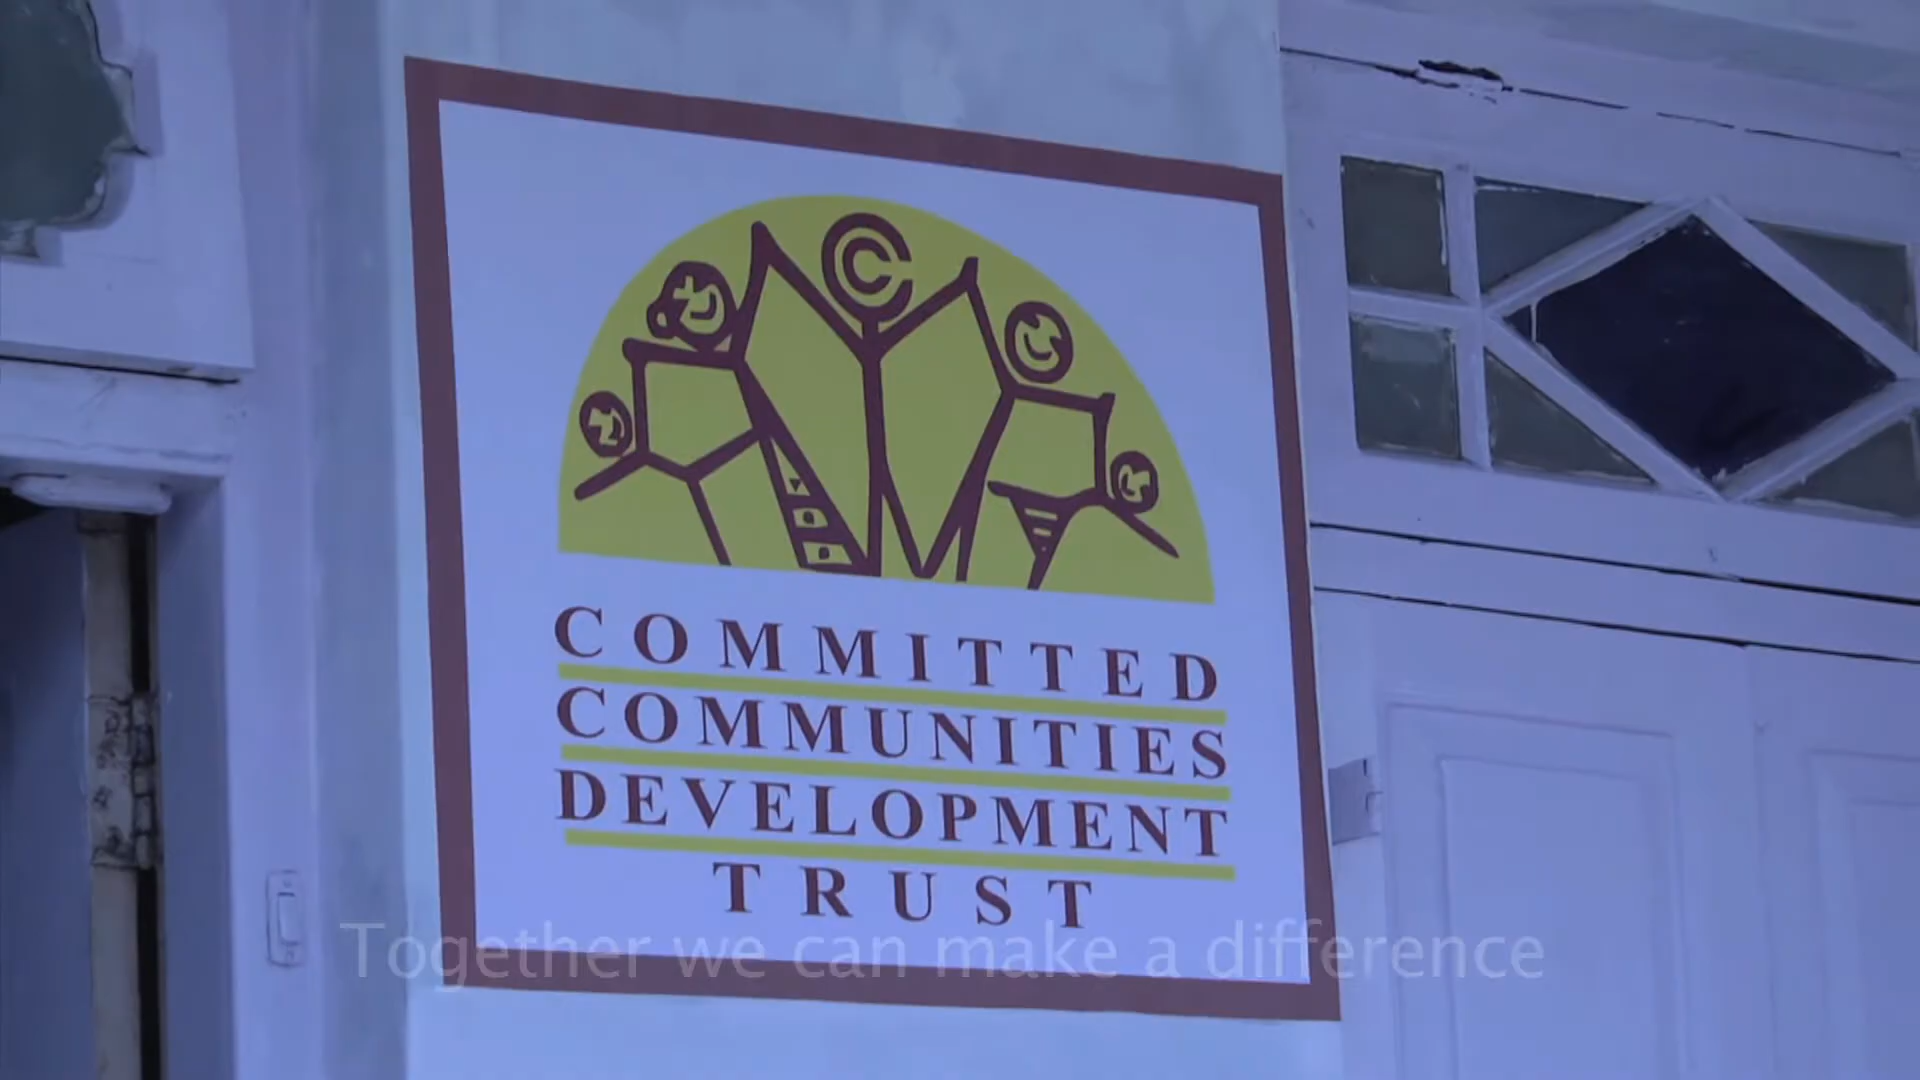 COMMITTED
COMMUNITIES
DEVELOPMENT
TRUST
Together we can make a difference